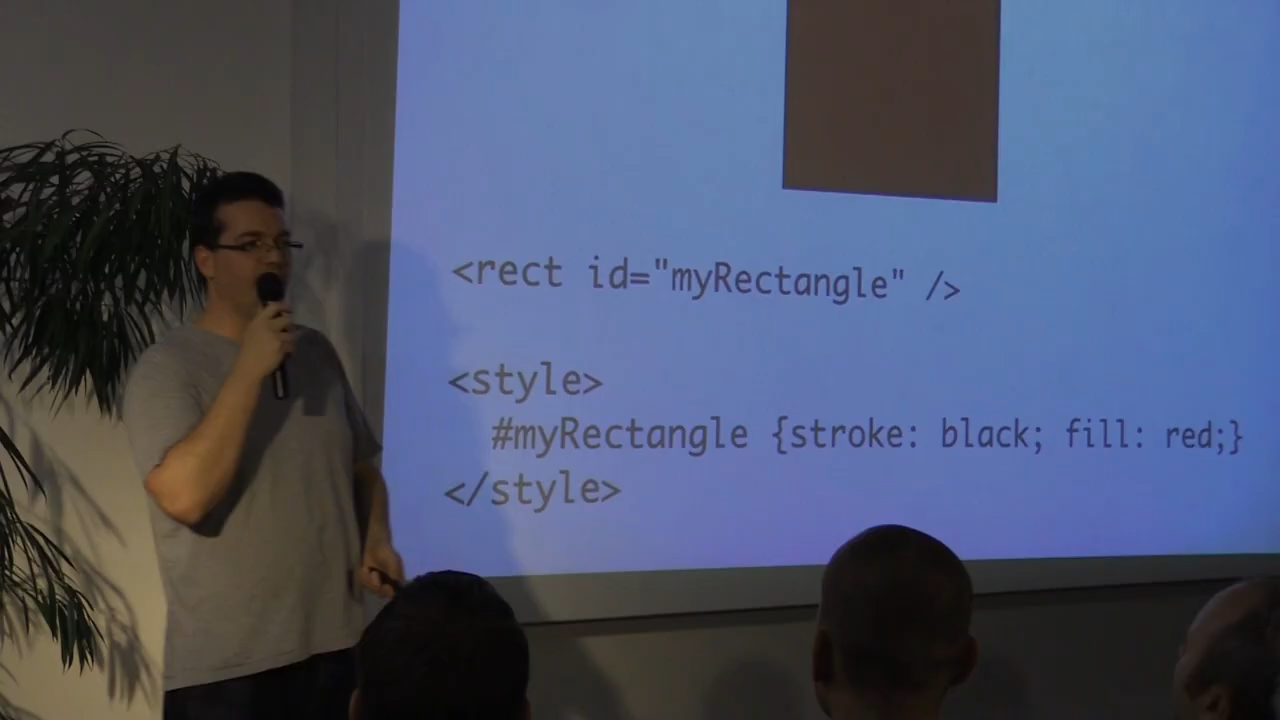 <rect id="myRectangle" />
<style>
#myRectangle {stroke: black; fill: red;}
</style>